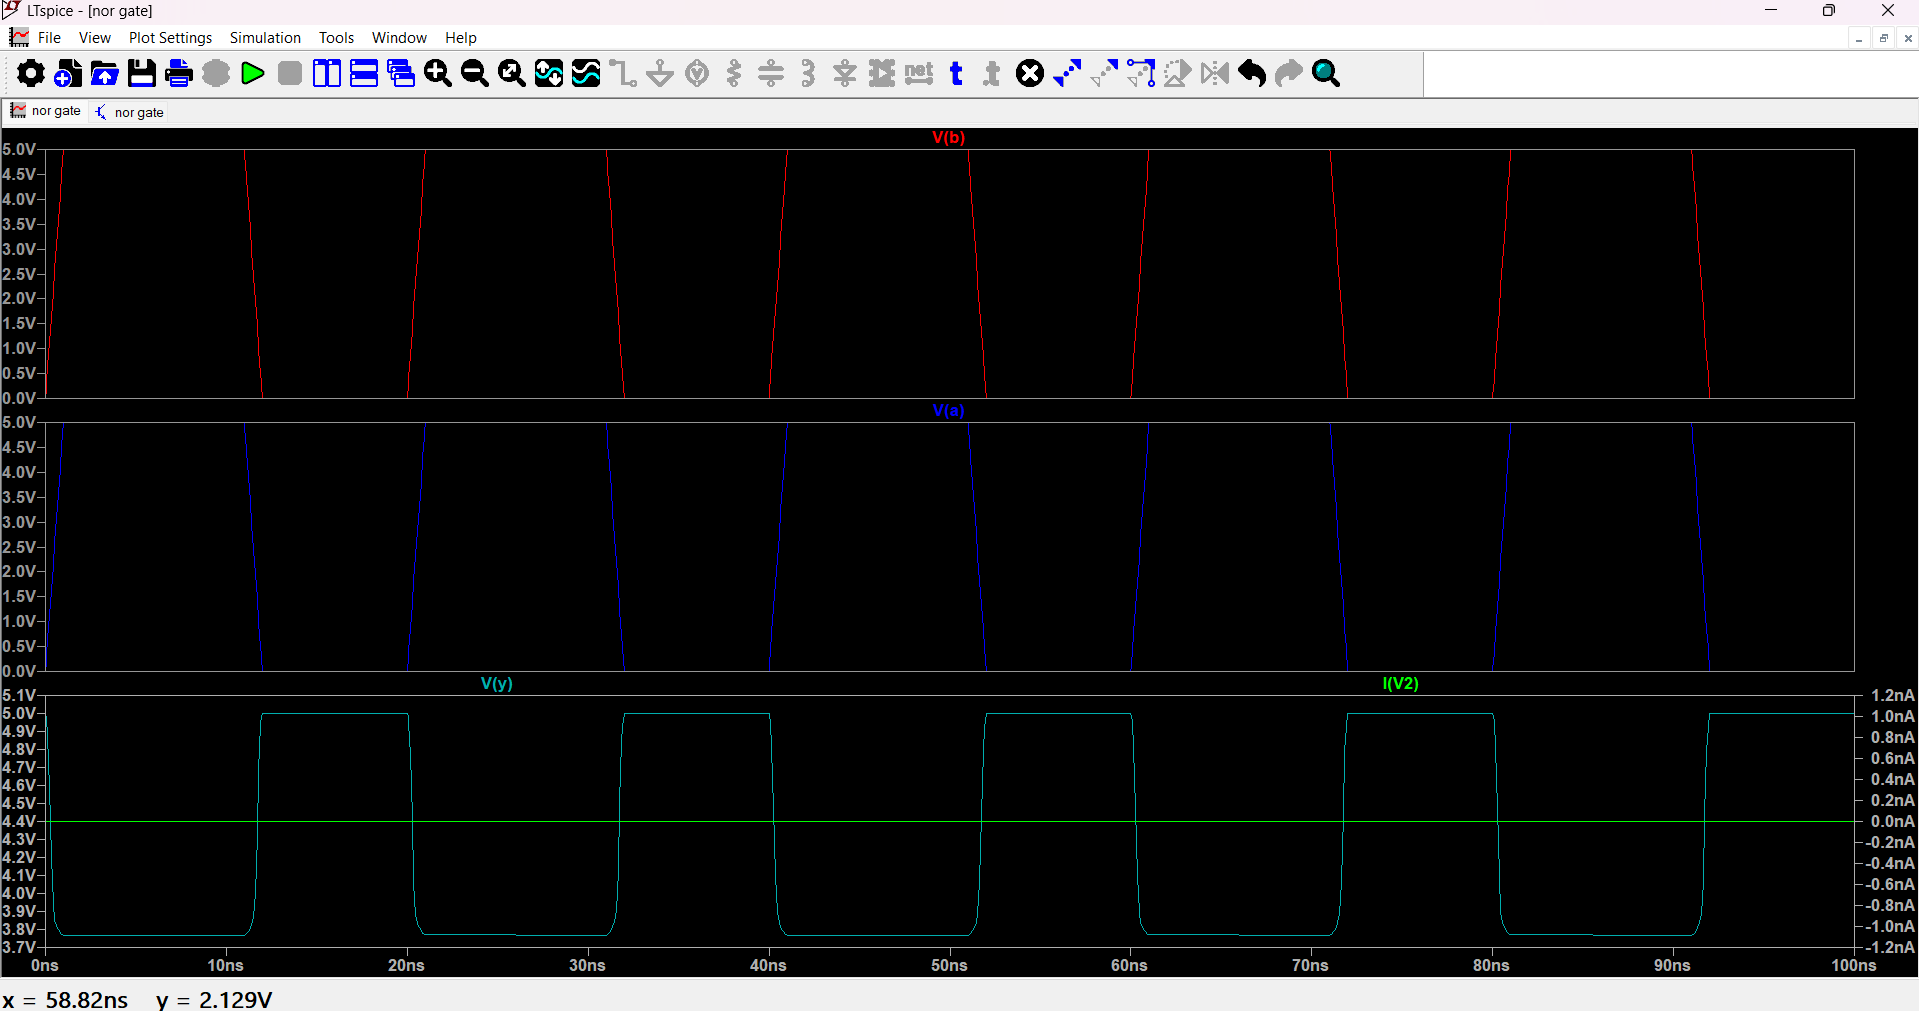 LTspice - [nor gate]
File View Plot Settings Simulation Tools Window Help
net t .t
nor gate nor gate
V(b)
5.0V
4.5V
4.0V
3.5V
3.0V
2.5V
2.0V
1.5V
1.0V
0.5V
0.0V
V(a)
5.0V
4.5V
4.0V
3.5V
3.0V
2.5V
2.0V
1.5V
1.0V
0.5V
0.0V
V(y) I(V2)
5.1V 1.2nA
5.0V 1.0nA
4.9V 0.8nA
4.8V 0.6nA
4.7V 0.4nA
4.6V 0.2nA
4.5V 0.0nA
4.4V -0.2nA
4.3V -0.4nA
4.2V -0.6nA
4.1V -0.8nA
4.0V -1.0nA
3.9V -1.2nA
3.8V
3.7V
0ns 10ns 20ns 30ns 40ns 50ns 60ns 70ns 80ns 90ns 100ns
x = 58.82ns y = 2.129V